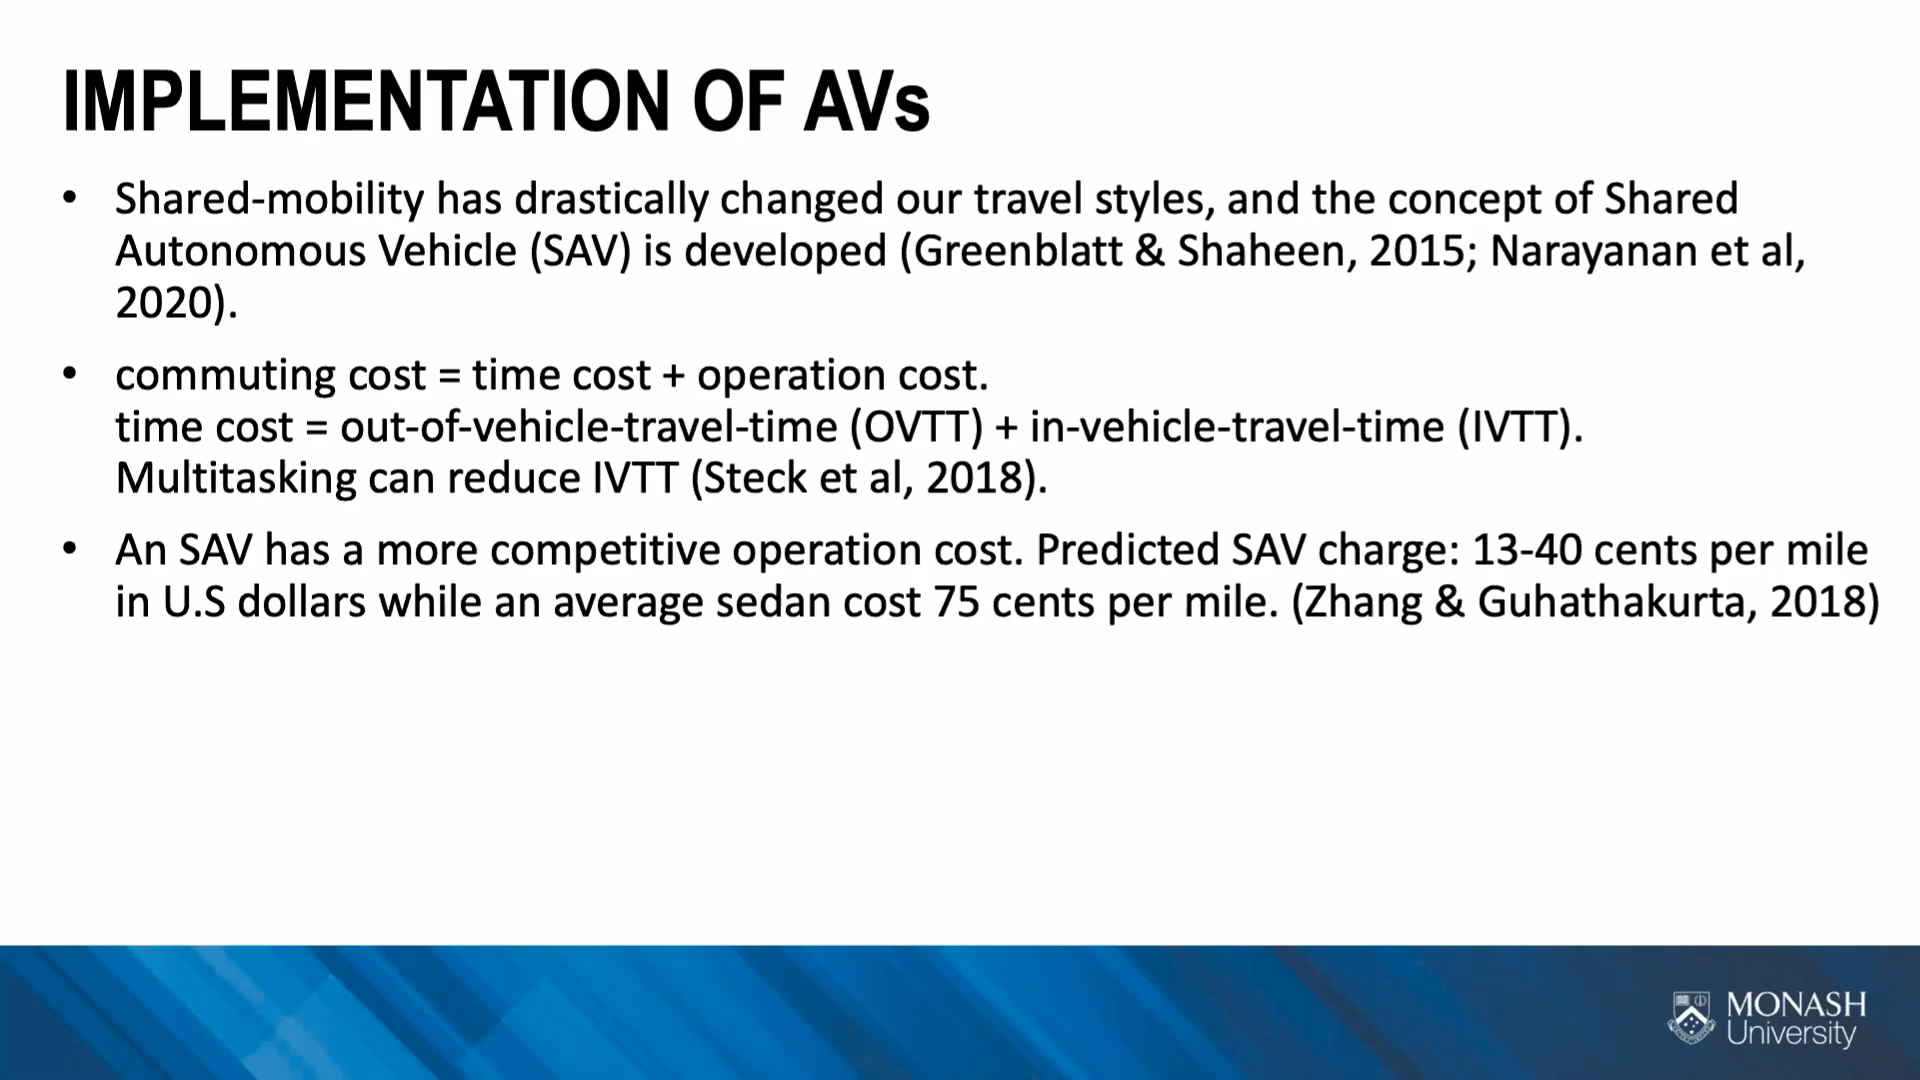 IMPLEMENTATION OF AVs
• Shared-mobility has drastically changed our travel styles, and the concept of Shared
Autonomous Vehicle (SAV) is developed (Greenblatt & Shaheen, 2015; Narayanan et al,
2020).
• commuting cost = time cost + operation cost.
time cost = out-of-vehicle-travel-time (OVTT) + in-vehicle-travel-time (IVTT).
Multitasking can reduce IVTT (Steck et al, 2018).
• An SAV has a more competitive operation cost. Predicted SAV charge: 13-40 cents per mile
in U.S dollars while an average sedan cost 75 cents per mile. (Zhang & Guhathakurta, 2018)
MONASH
University